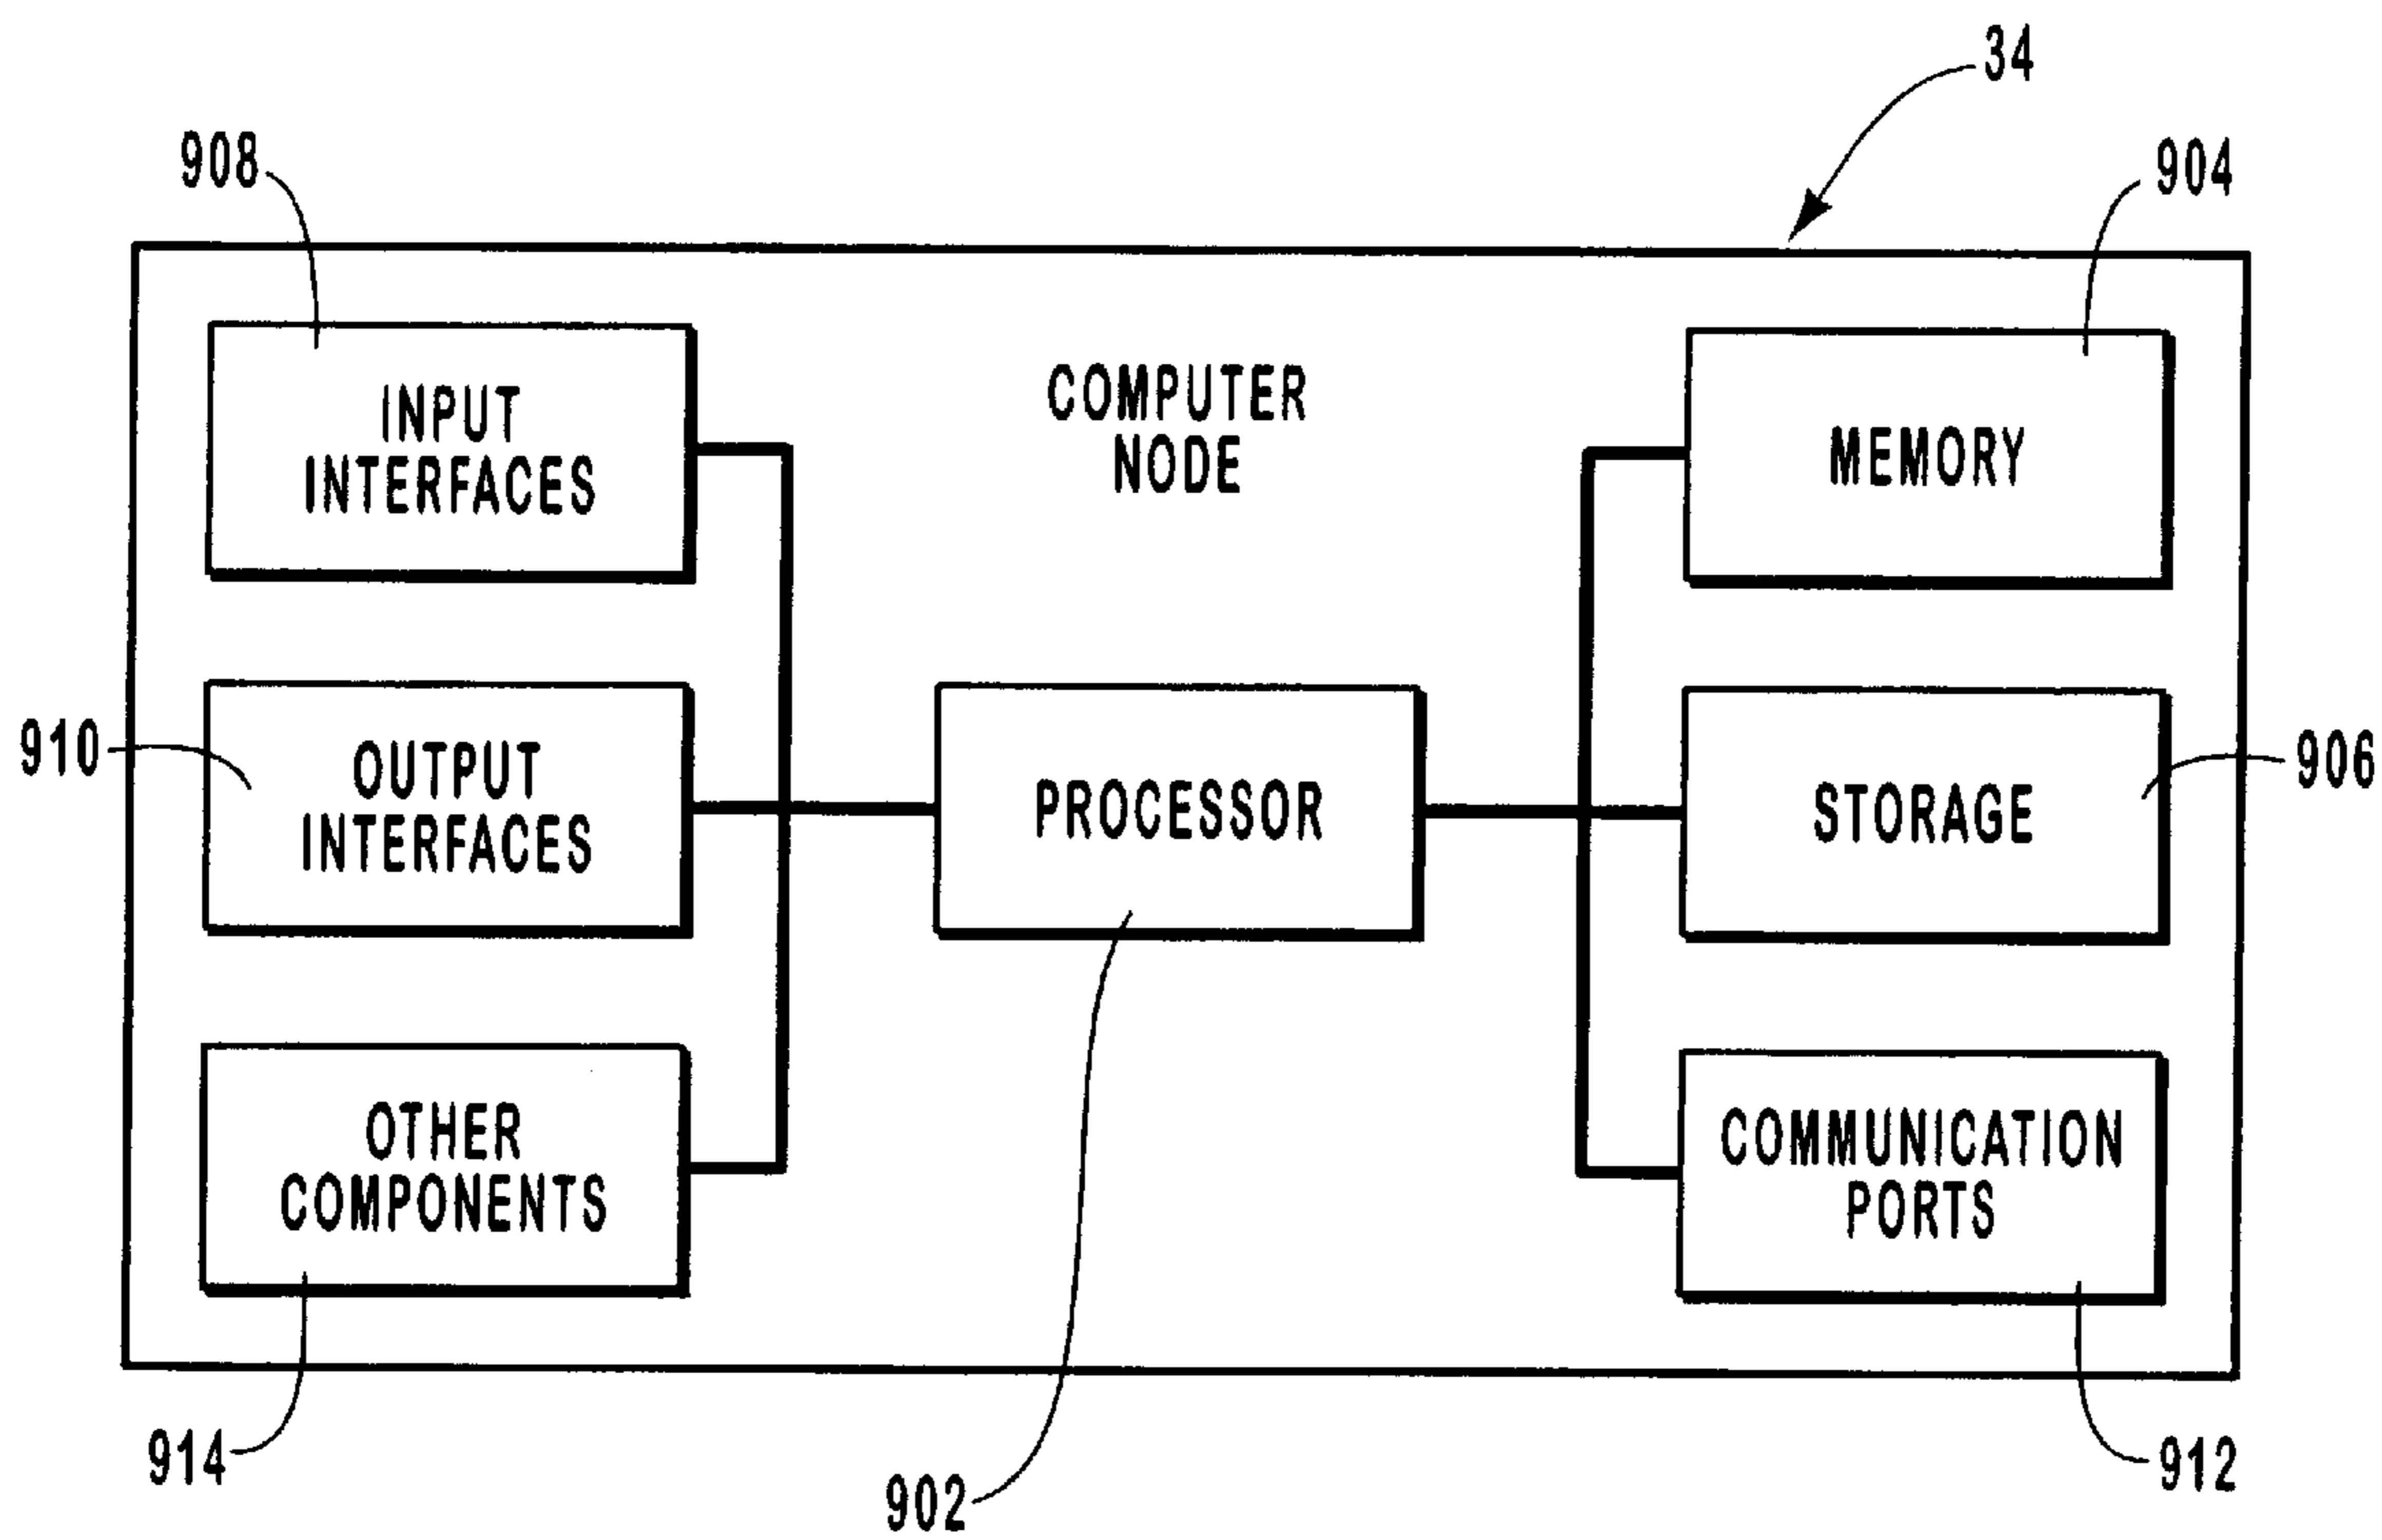 34
908
904
INPUT
INTERFACES
COMPUTER
NODE
MEMORY
910
OUTPUT
INTERFACES
PROCESSOR
STORAGE
906
OTHER
COMPONENTS
COMMUNICATION
PORTS
914
902
912